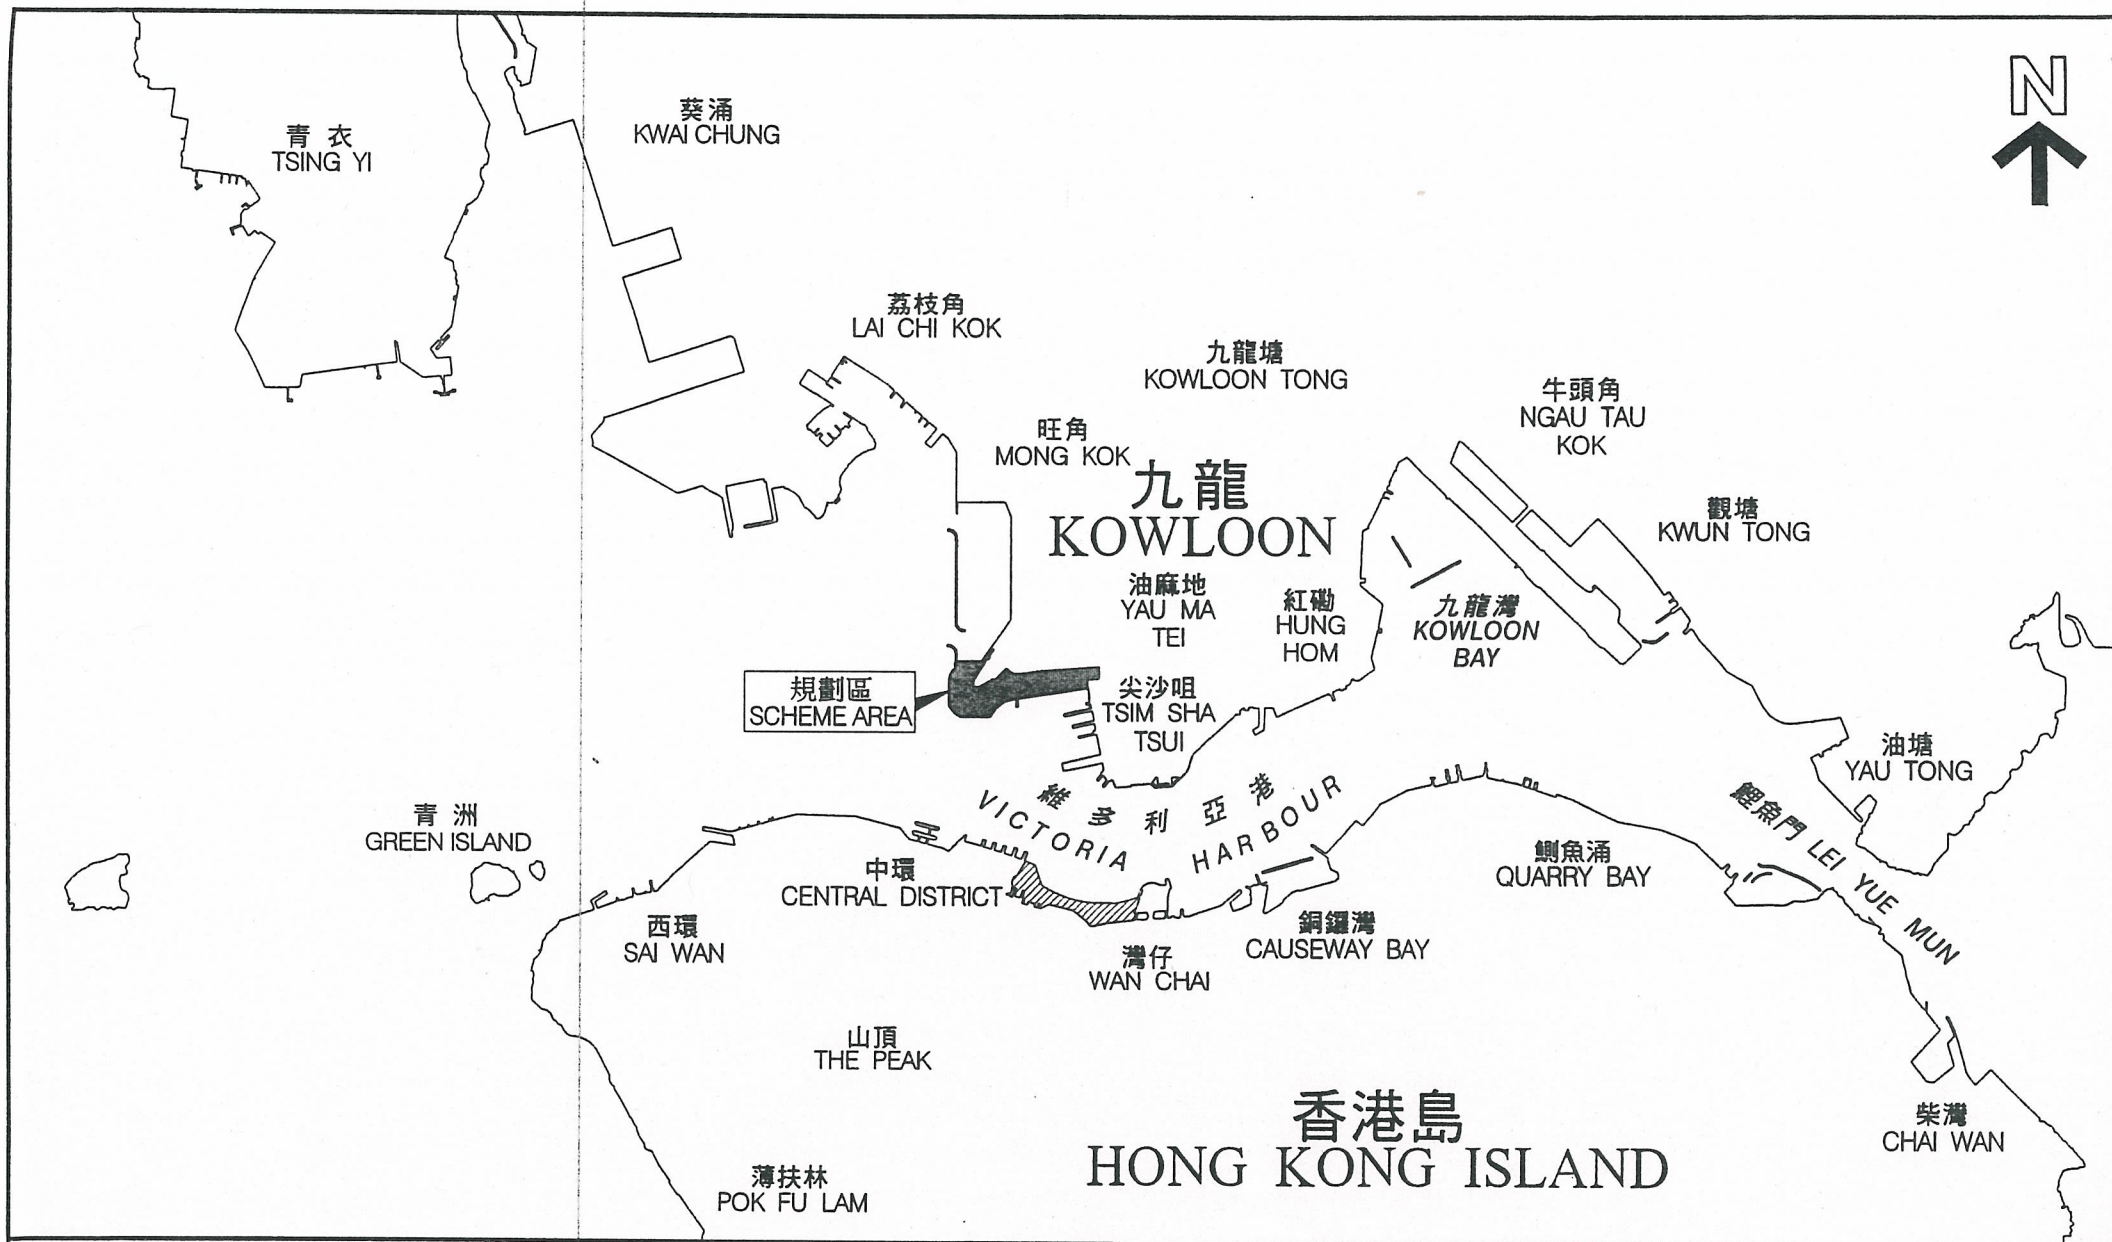 N
葵涌
KWAI CHUNG
青衣
TSING YI
荔枝角
LAI CHI KOK
九龍塘
KOWLOON TONG
牛頭角
NGAU TAU
KOK
旺角
MONG KOK
九龍
KOWLOON
觀塘
KWUN TONG
油麻地
YAU MA
TEI
紅磡
HUNG
HOM
九龍灣
KOWLOON
BAY
規劃區
SCHEME AREA
尖沙咀
TSIM SHA
TSUI
油塘
YAU TONG
維多利亞港
VICTORIA HARBOUR
鯉魚門 LEI YUE MUN
青洲
GREEN ISLAND
中環
CENTRAL DISTRICT
鰂魚涌
QUARRY BAY
西環
SAI WAN
銅鑼灣
CAUSEWAY BAY
灣仔
WAN CHAI
山頂
THE PEAK
香港島
HONG KONG ISLAND
柴灣
CHAI WAN
薄扶林
POK FU LAM